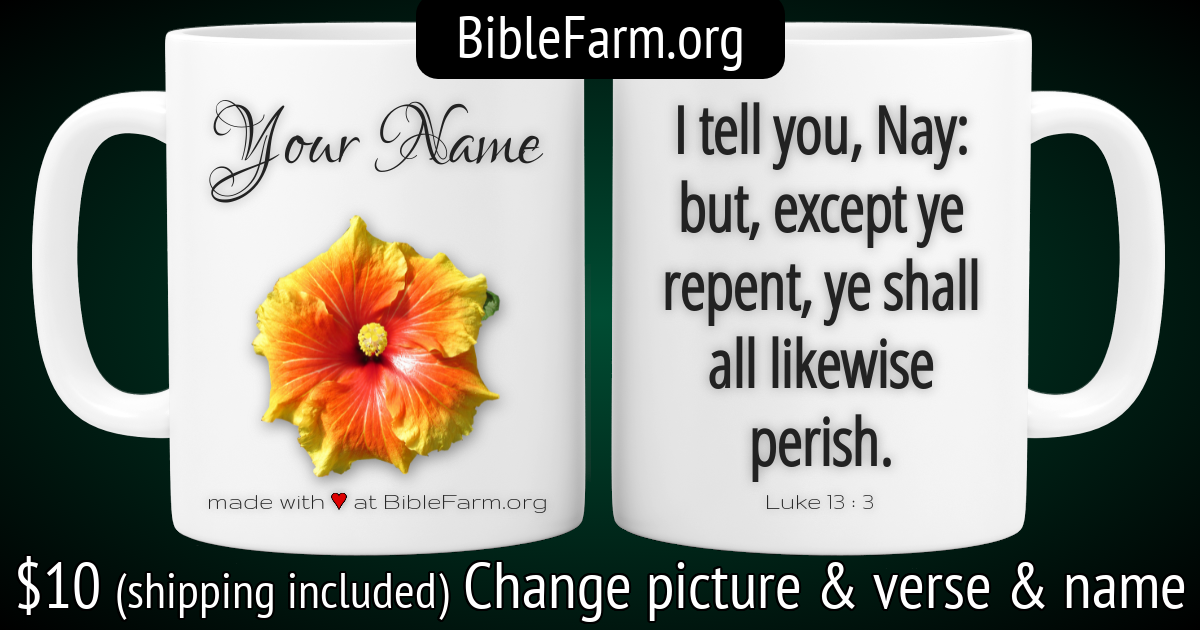 BibleFarm.org
Your Name
made with ♥ at BibleFarm.org
I tell you, Nay:
but, except ye
repent, ye shall
all likewise
perish.
Luke 13 : 3
$10 (shipping included) Change picture & verse & name